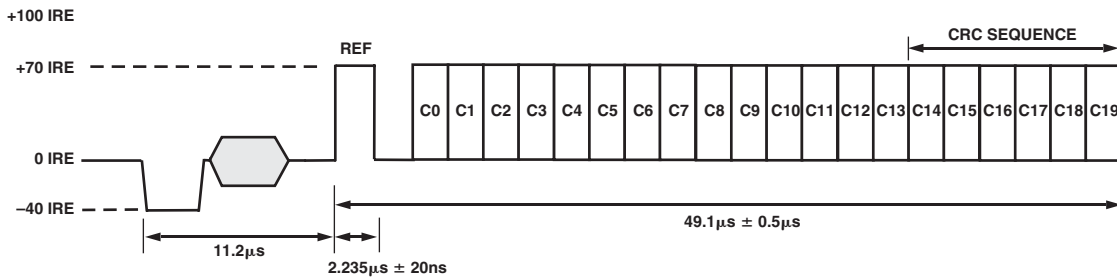 +100 IRE
REF
CRC SEQUENCE
+70 IRE
C0 C1 C2 C3 C4 C5 C6 C7 C8 C9 C10 C11 C12 C13 C14 C15 C16 C17 C18 C19
0 IRE
–40 IRE
49.1μs ± 0.5μs
11.2μs
2.235μs ± 20ns